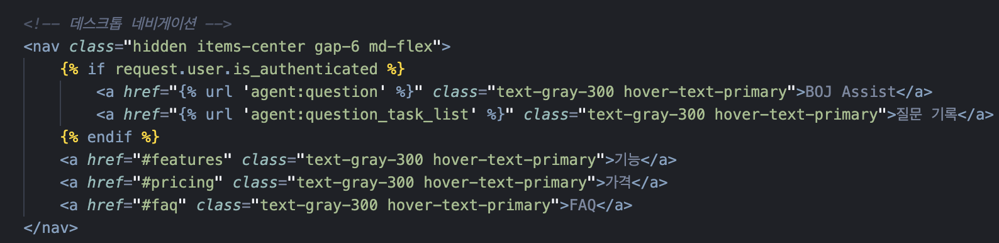 <!-- 데스크톱 네비게이션 -->
<nav class="hidden items-center gap-6 md-flex">
{% if request.user.is_authenticated %}
<a href="{% url 'agent:question' %}" class="text-gray-300 hover-text-primary">BOJ Assist</a>
<a href="{% url 'agent:question_task_list' %}" class="text-gray-300 hover-text-primary">질문 기록</a>
{% endif %}
<a href="#features" class="text-gray-300 hover-text-primary">기능</a>
<a href="#pricing" class="text-gray-300 hover-text-primary">가격</a>
<a href="#faq" class="text-gray-300 hover-text-primary">FAQ</a>
</nav>